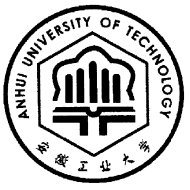 ANHUI UNIVERSITY OF TECHNOLOGY
安徽工业大学